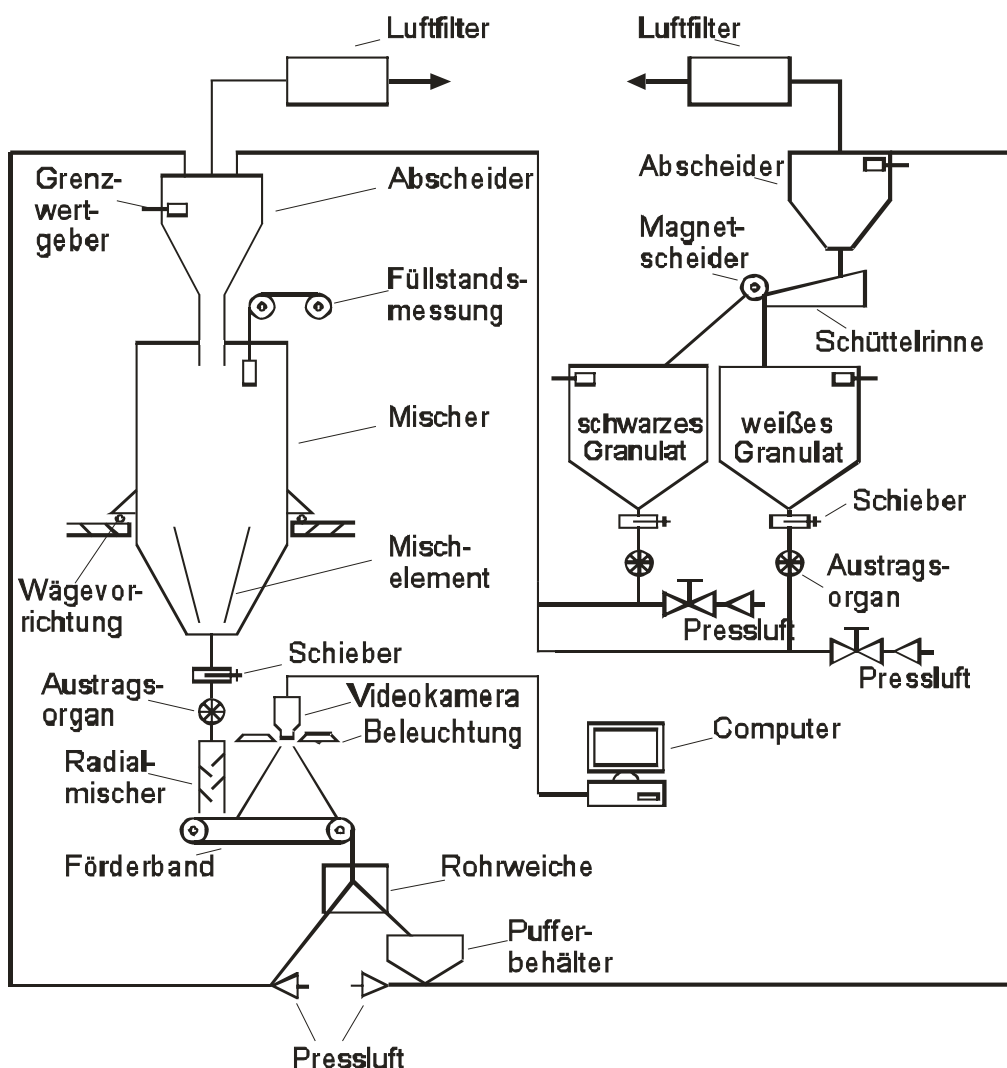 Luftfilter
Luftfilter
Grenz-
wert-
geber
Abscheider
Abscheider
Magnet-
scheider
Füllstands-
messung
Schüttelrinne
Mischer
schwarzes
Granulat
weißes
Granulat
Schieber
Misch-
element
Wägevor-
richtung
Austrags-
organ
Pressluft
Pressluft
Schieber
Austrags-
organ
Videokamera
Beleuchtung
Computer
Radial-
mischer
Förderband
Rohrweiche
Puffer-
behälter
Pressluft